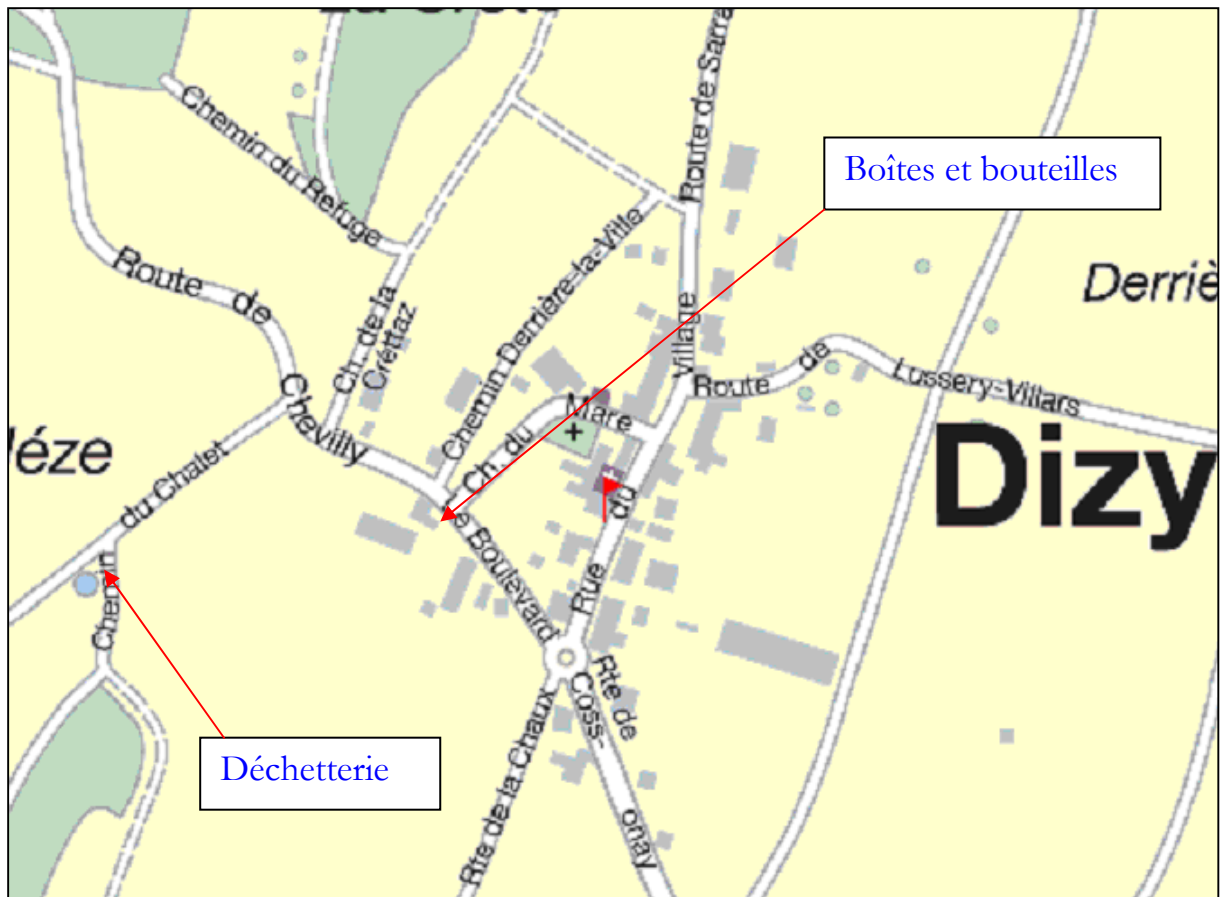 Route de Sarra
Chemin du Refuge
Boîtes et bouteilles
Route de
Chevilly
Ch. de la
Crettaz
Chemin Derrière-la-Ville
Village
Derriè
Route de
Lussery-Villars
Ch. du Mare
léze
du Chalet
Dizy
Le Boulevard
Rue du
Chemin
Rte de
Coss-
onay
Rte de la Chaux
Déchetterie